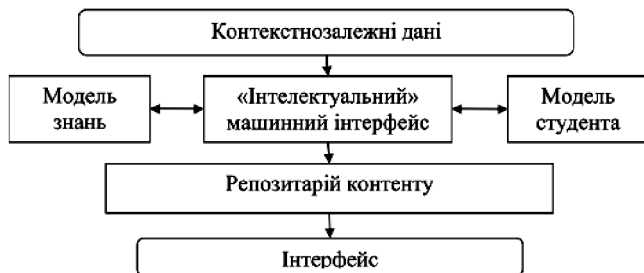 Контекстнозалежні дані
Модель
знань
«Інтелектуальний»
машинний інтерфейс
Модель
студента
Репозитарій контенту
Інтерфейс